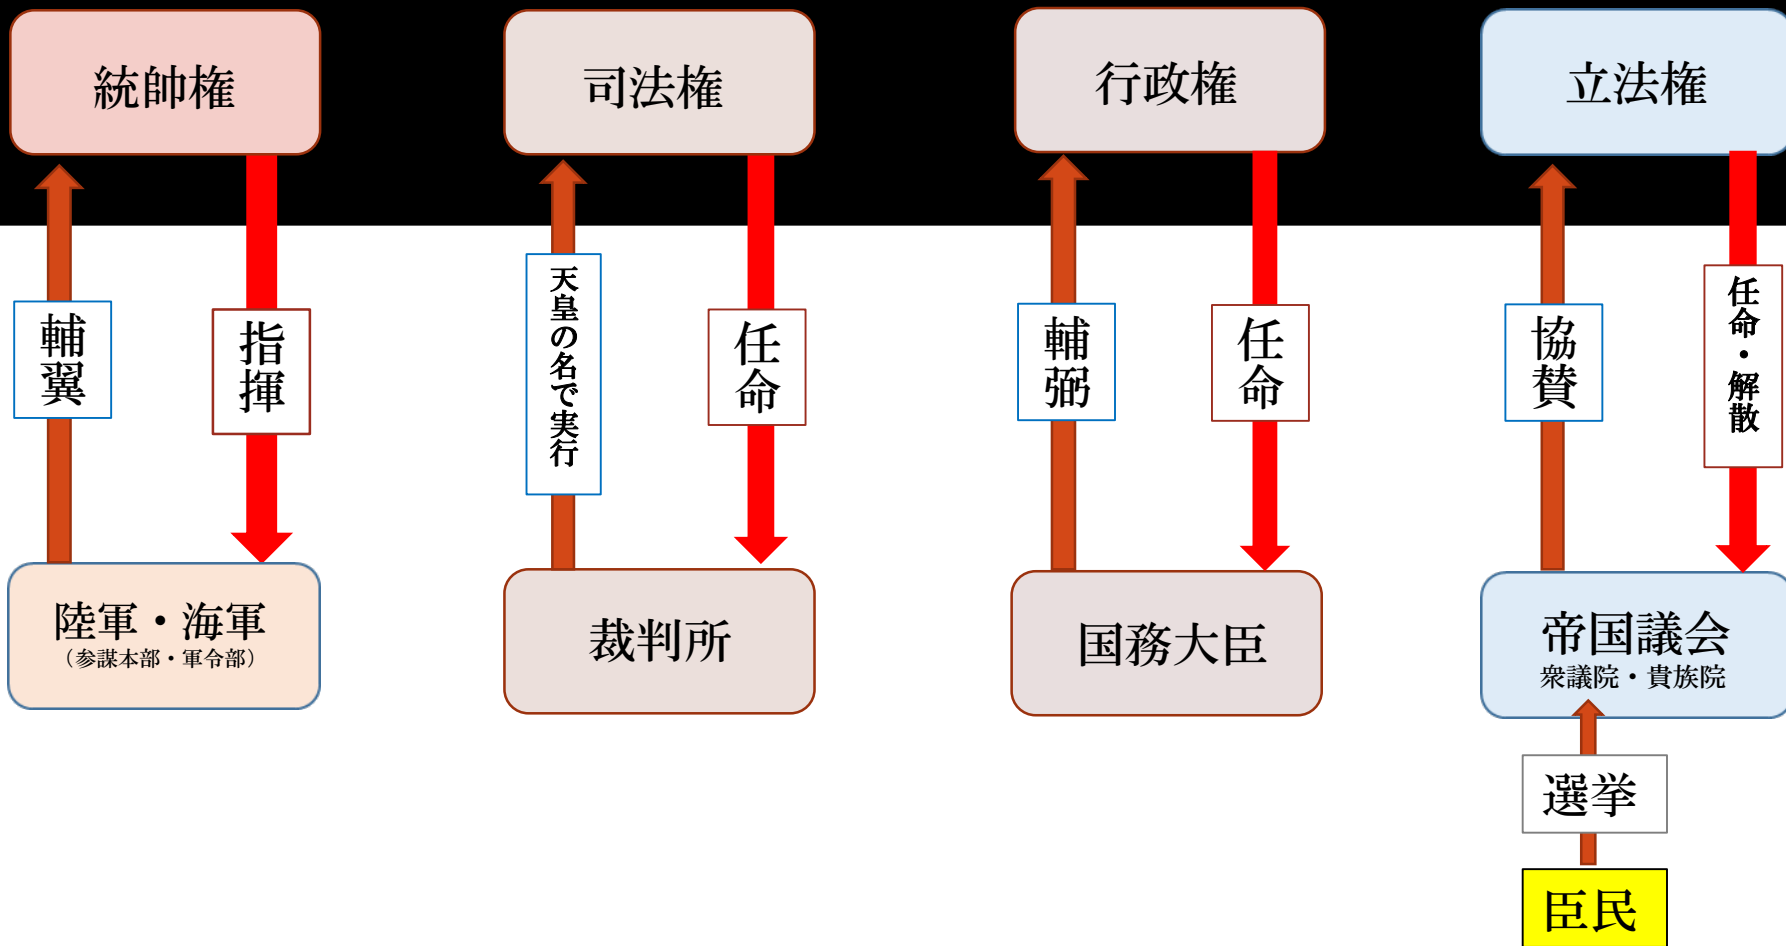 統帥権
司法権
行政権
立法権
輔翼
指揮
天皇の名で実行
任命
輔弼
任命
協賛
任命・解散
陸軍・海軍
（参謀本部・軍令部）
裁判所
国務大臣
帝国議会
衆議院・貴族院
選挙
臣民